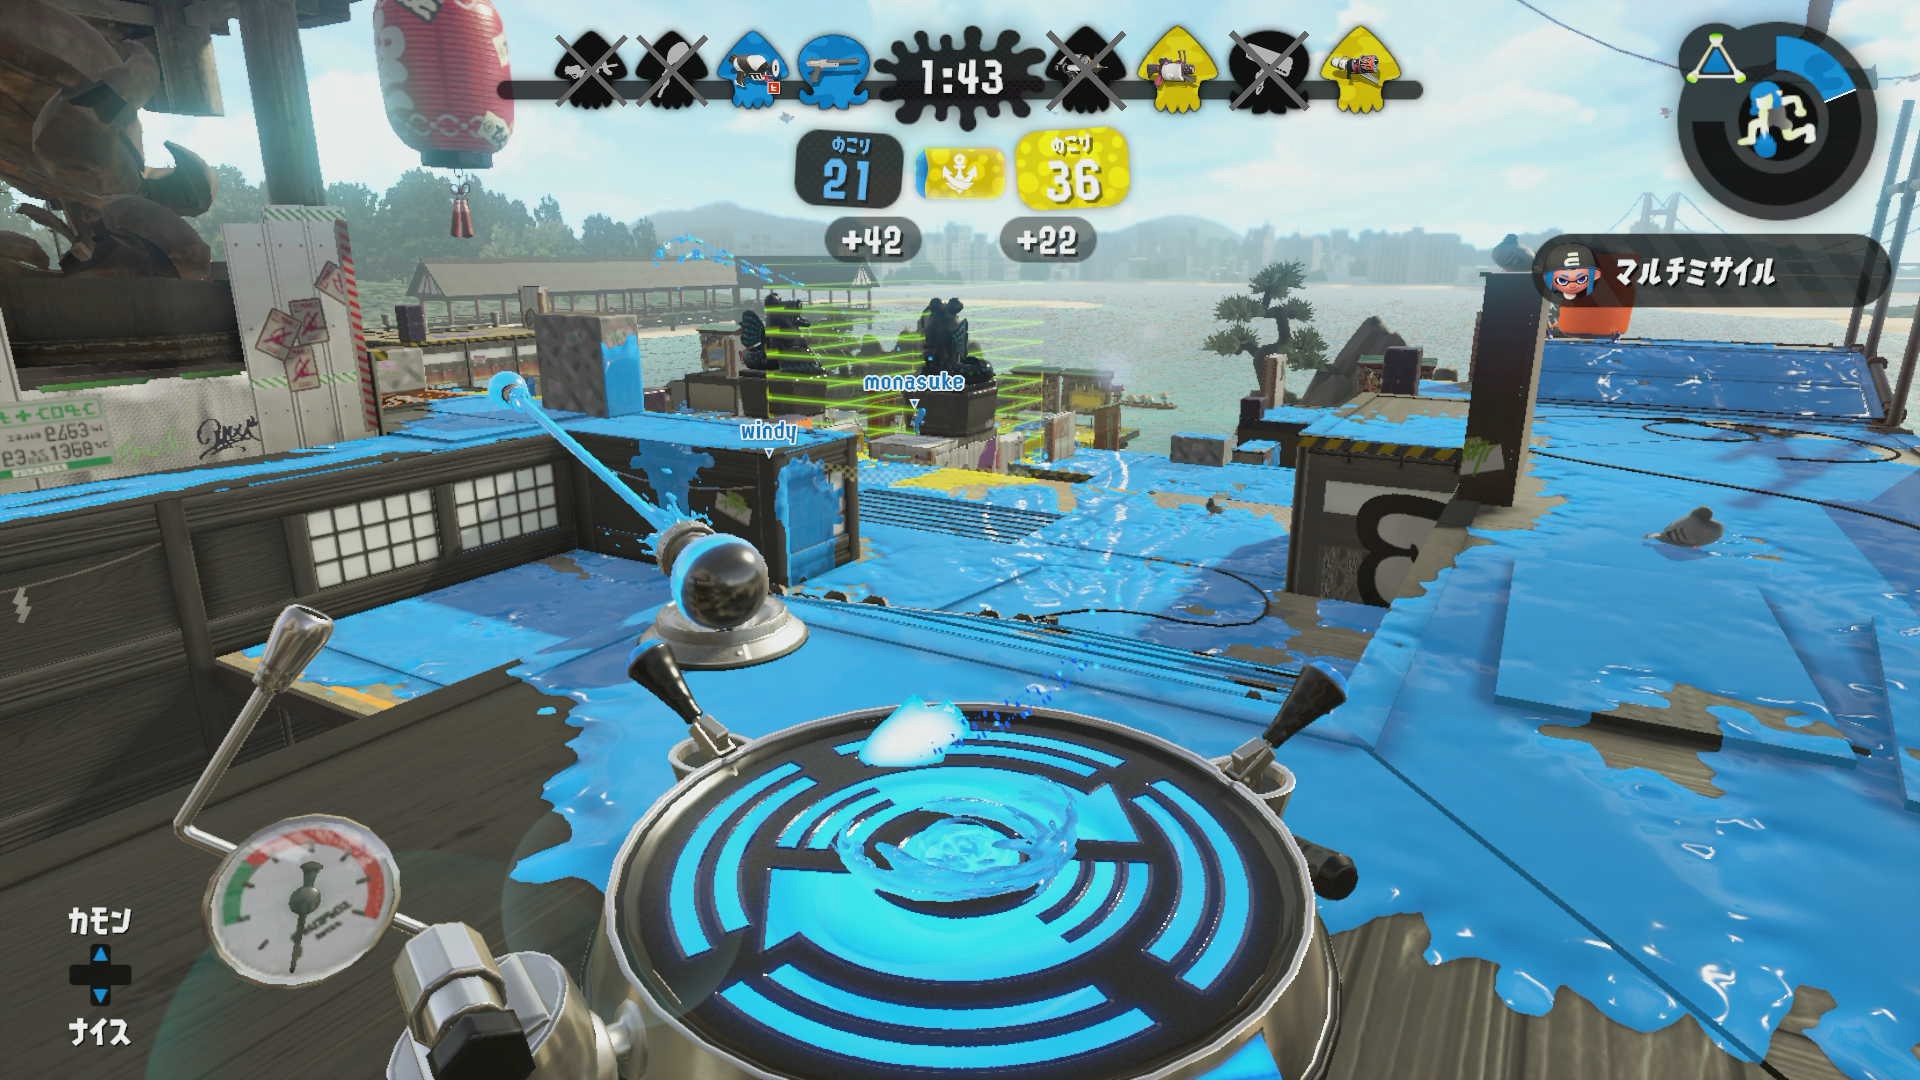 1:43
のこり
21
のこり
36
+42
+22
マルチミサイル
monasuke
windy
カモン
ナイス